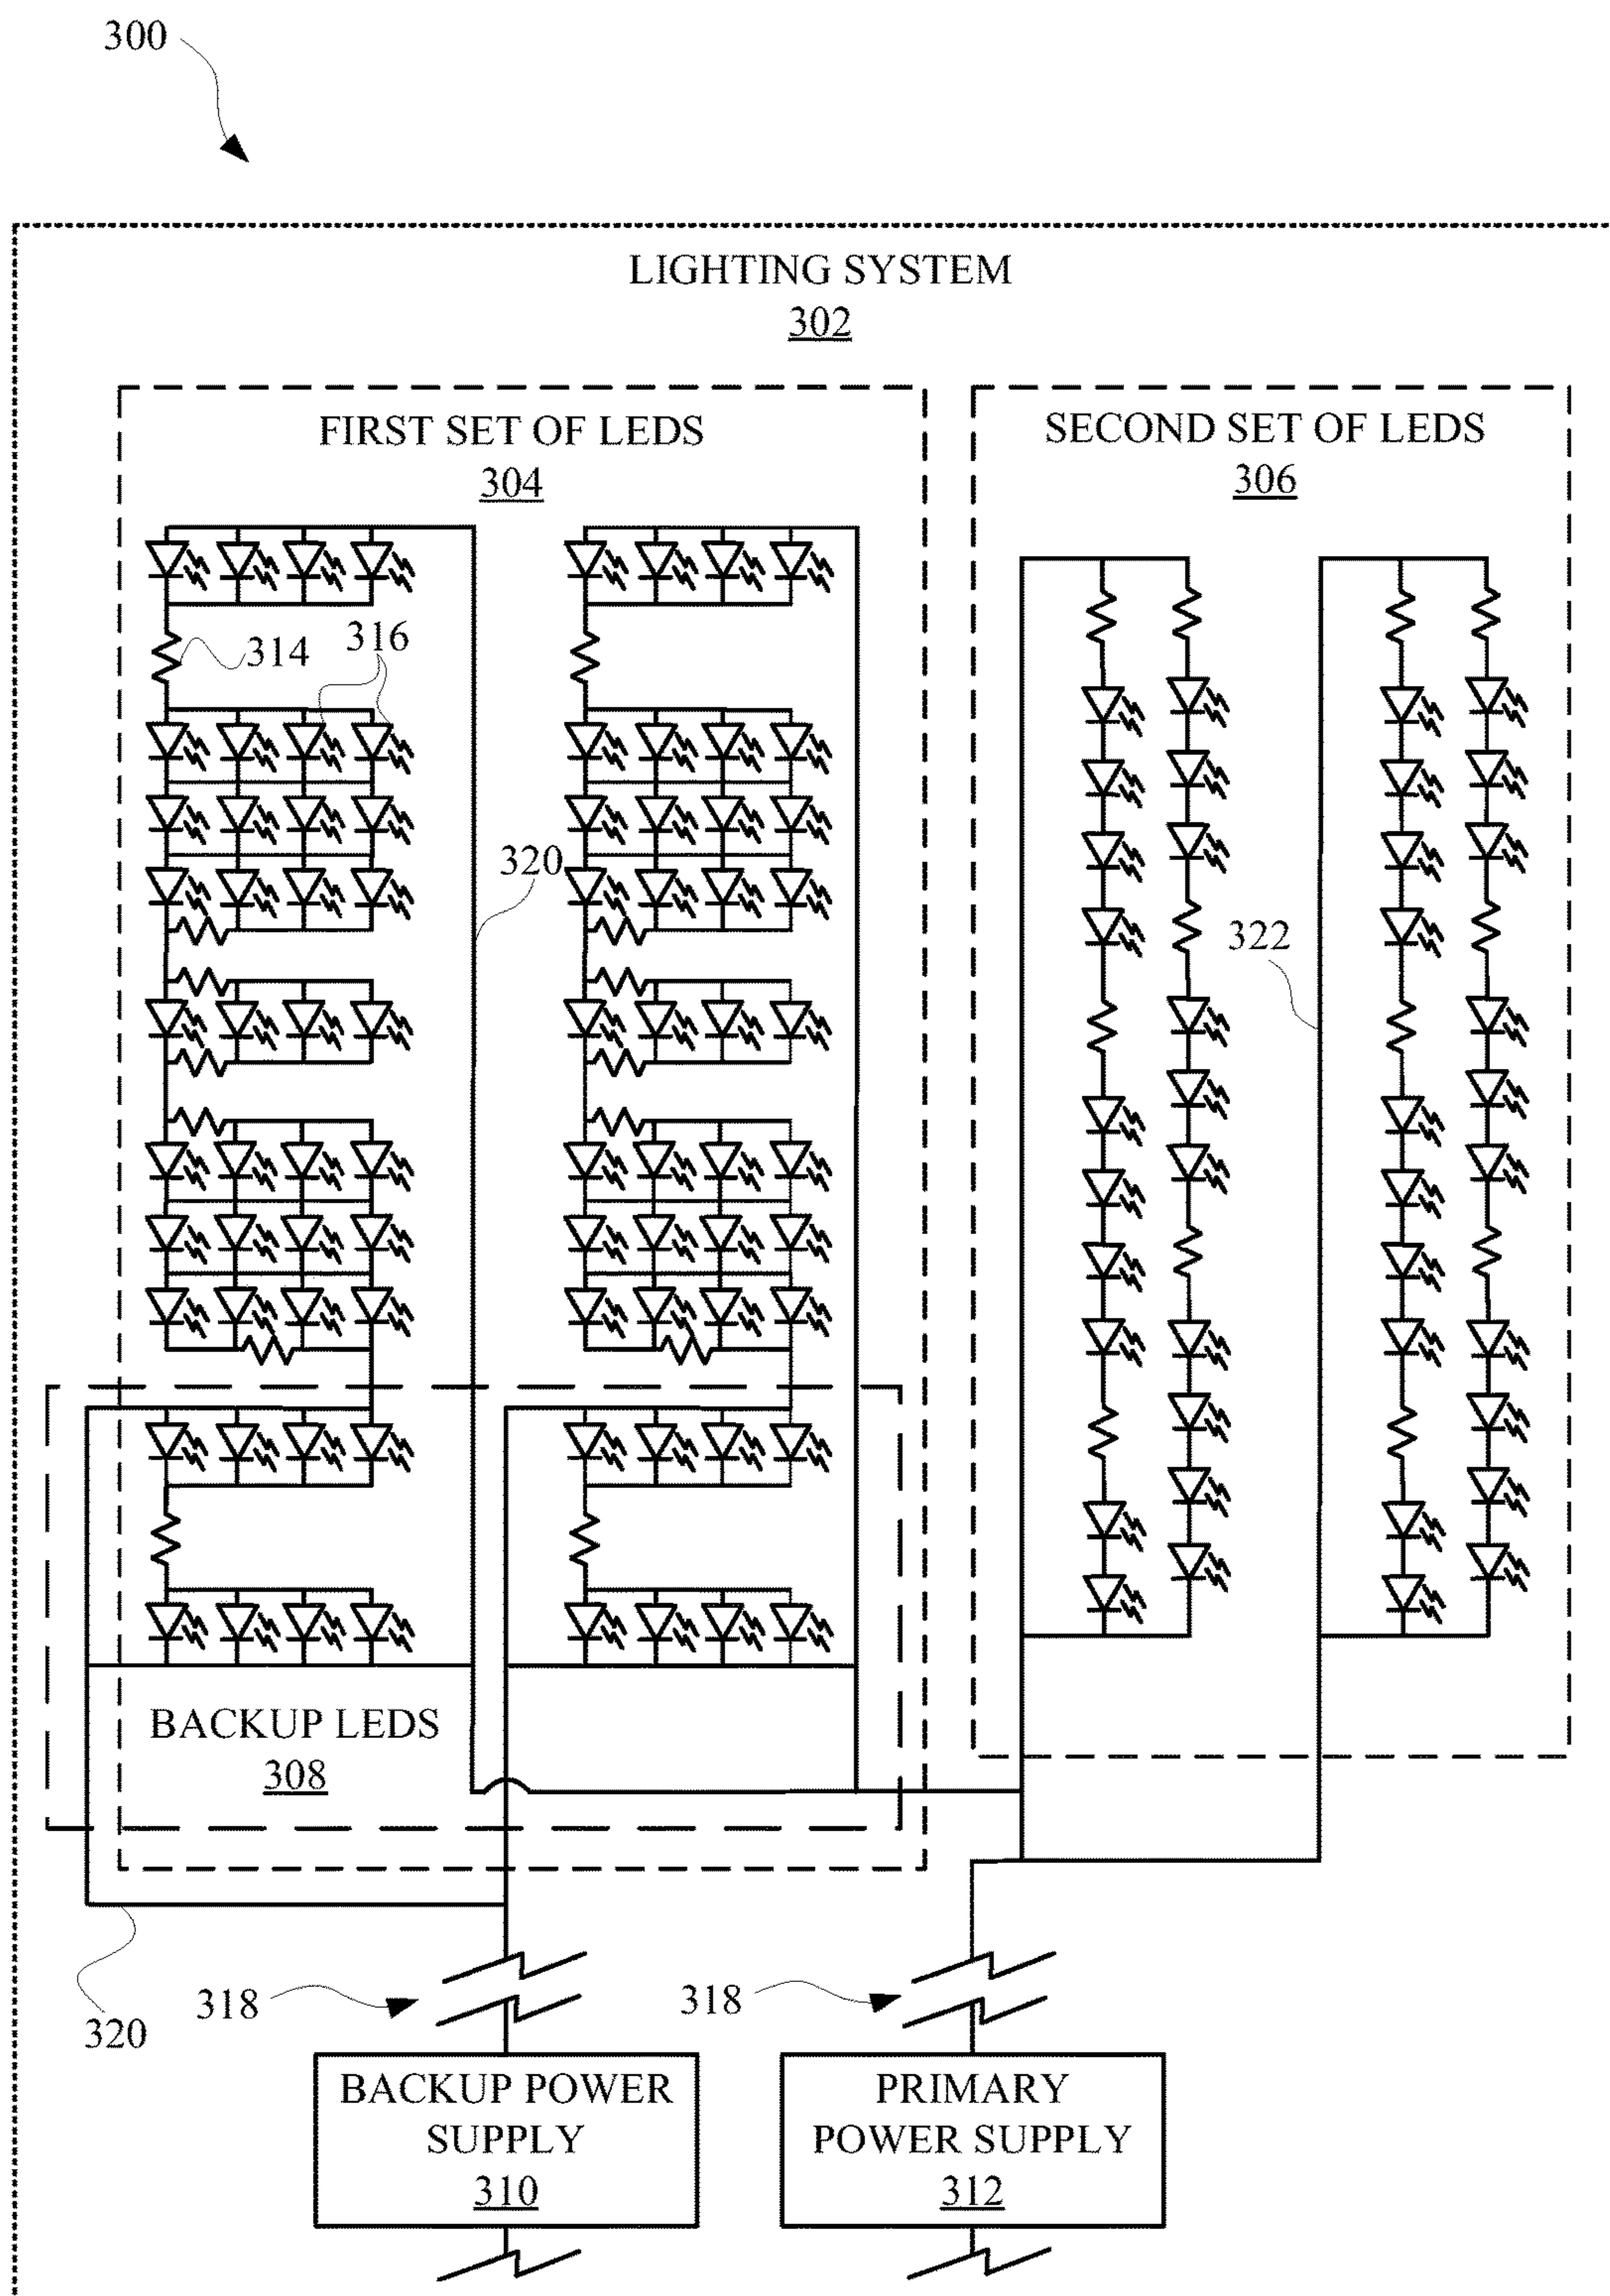 300
LIGHTING SYSTEM
302
FIRST SET OF LEDS
304
SECOND SET OF LEDS
306
314
316
320
322
BACKUP LEDS
308
318
318
320
BACKUP POWER
SUPPLY
310
PRIMARY
POWER SUPPLY
312